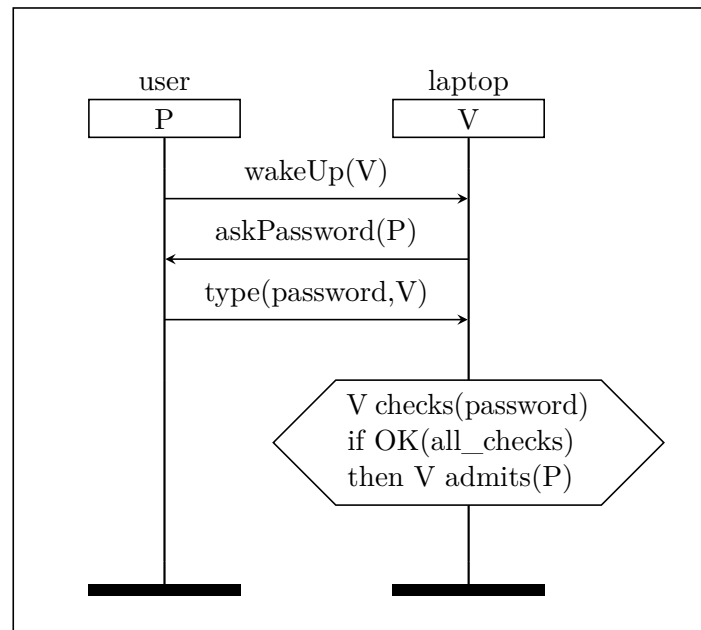 user
laptop
P
V
wakeUp(V)
askPassword(P)
type(password,V)
V checks(password)
if OK(all_checks)
then V admits(P)